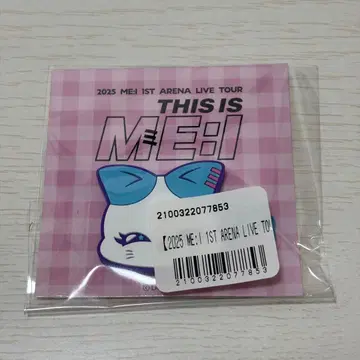 2025 ME:I 1ST ARENA LIVE TOUR
THIS IS
ME:I
2100322077853
【2025 ME:I 1ST ARENA LIVE TO
2100322077853